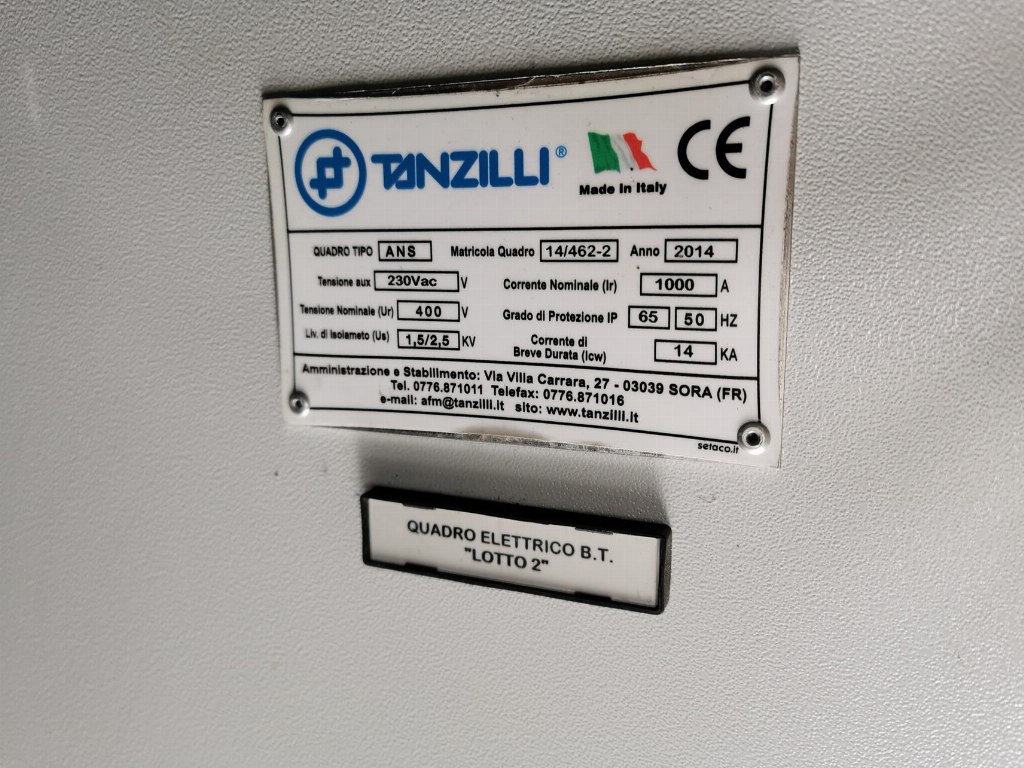 TANZILLI®
Made in Italy
CE
QUADRO TIPO ANS Matricola Quadro 14/462-2 Anno 2014
Tensione aux 230Vac V Corrente Nominale (Ir) 1000 A
Tensione Nominale (Ur) 400 V Grado di Protezione IP 65 50 HZ
Liv. di Isolameto (Us) 1,5/2,5 KV Corrente di
Breve Durata (Icw) 14 KA
Amministrazione e Stabilimento: Via Villa Carrara, 27 - 03039 SORA (FR)
Tel. 0776.871011 Telefax: 0776.871016
e-mail: afm@tanzilli.it sito: www.tanzilli.it
setaco.it
QUADRO ELETTRICO B.T.
"LOTTO 2"